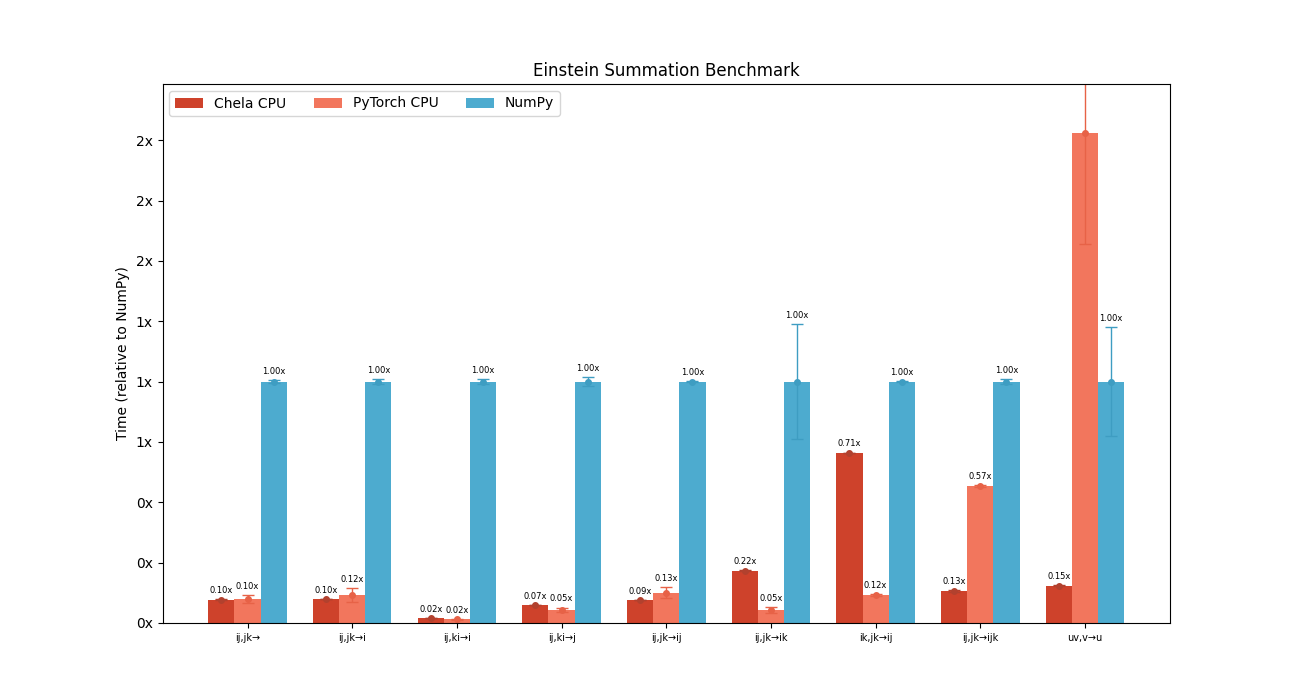 Einstein Summation Benchmark
Chela CPU PyTorch CPU NumPy
Time (relative to NumPy)
2x
2x
2x
1x
1x
1x
0x
0x
0x
0.10x 0.10x 1.00x
0.10x 0.12x 1.00x
0.02x 0.02x 1.00x
0.07x 0.05x 1.00x
0.09x 0.13x 1.00x
0.22x 0.05x 1.00x
0.71x 0.12x 1.00x
0.13x 0.57x 1.00x
0.15x 1.00x
ij,jk→ ij,jk→i ij,ki→i ij,ki→j ij,jk→ij ij,jk→ik ik,jk→ij ij,jk→ijk uv,v→u